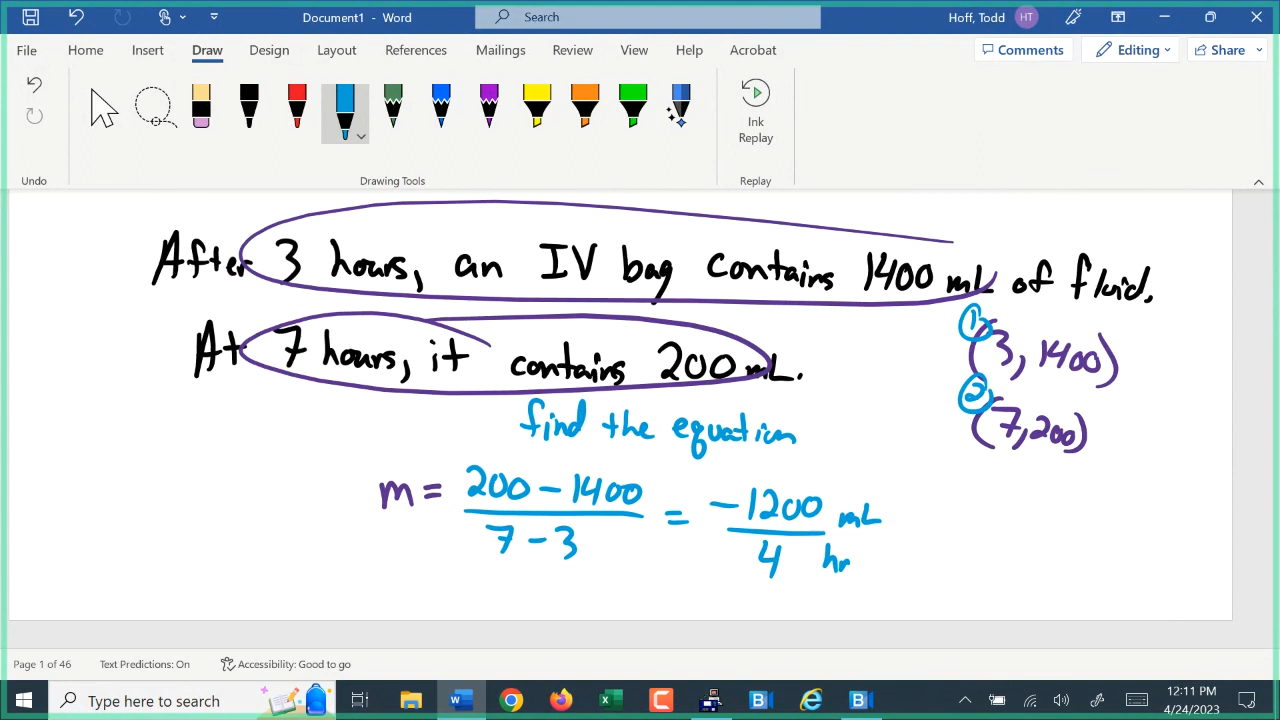 Document1 • Word
Search
Hoff, Todd HT
File Home Insert Draw Design Layout References Mailings Review View Help Acrobat Comments Editing Share
Ink Replay
Undo Drawing Tools Replay
After 3 hours, an IV bag contains 1400 mL of fluid.
① (3, 1400)
At 7 hours, it contains 200 mL.
② (7, 200)
find the equation
m = 200 - 1400 / 7 - 3 = -1200 mL / 4 hr
Page 1 of 46 Text Predictions: On Accessibility: Good to go
Type here to search
12:11 PM
4/24/2023